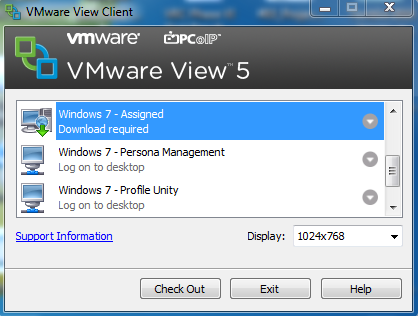 VMware View Client
vmware PCoIP
VMware View™ 5
Windows 7 - Assigned
Download required
Windows 7 - Persona Management
Log on to desktop
Windows 7 - Profile Unity
Log on to desktop
Support Information Display: 1024x768
Check Out Exit Help